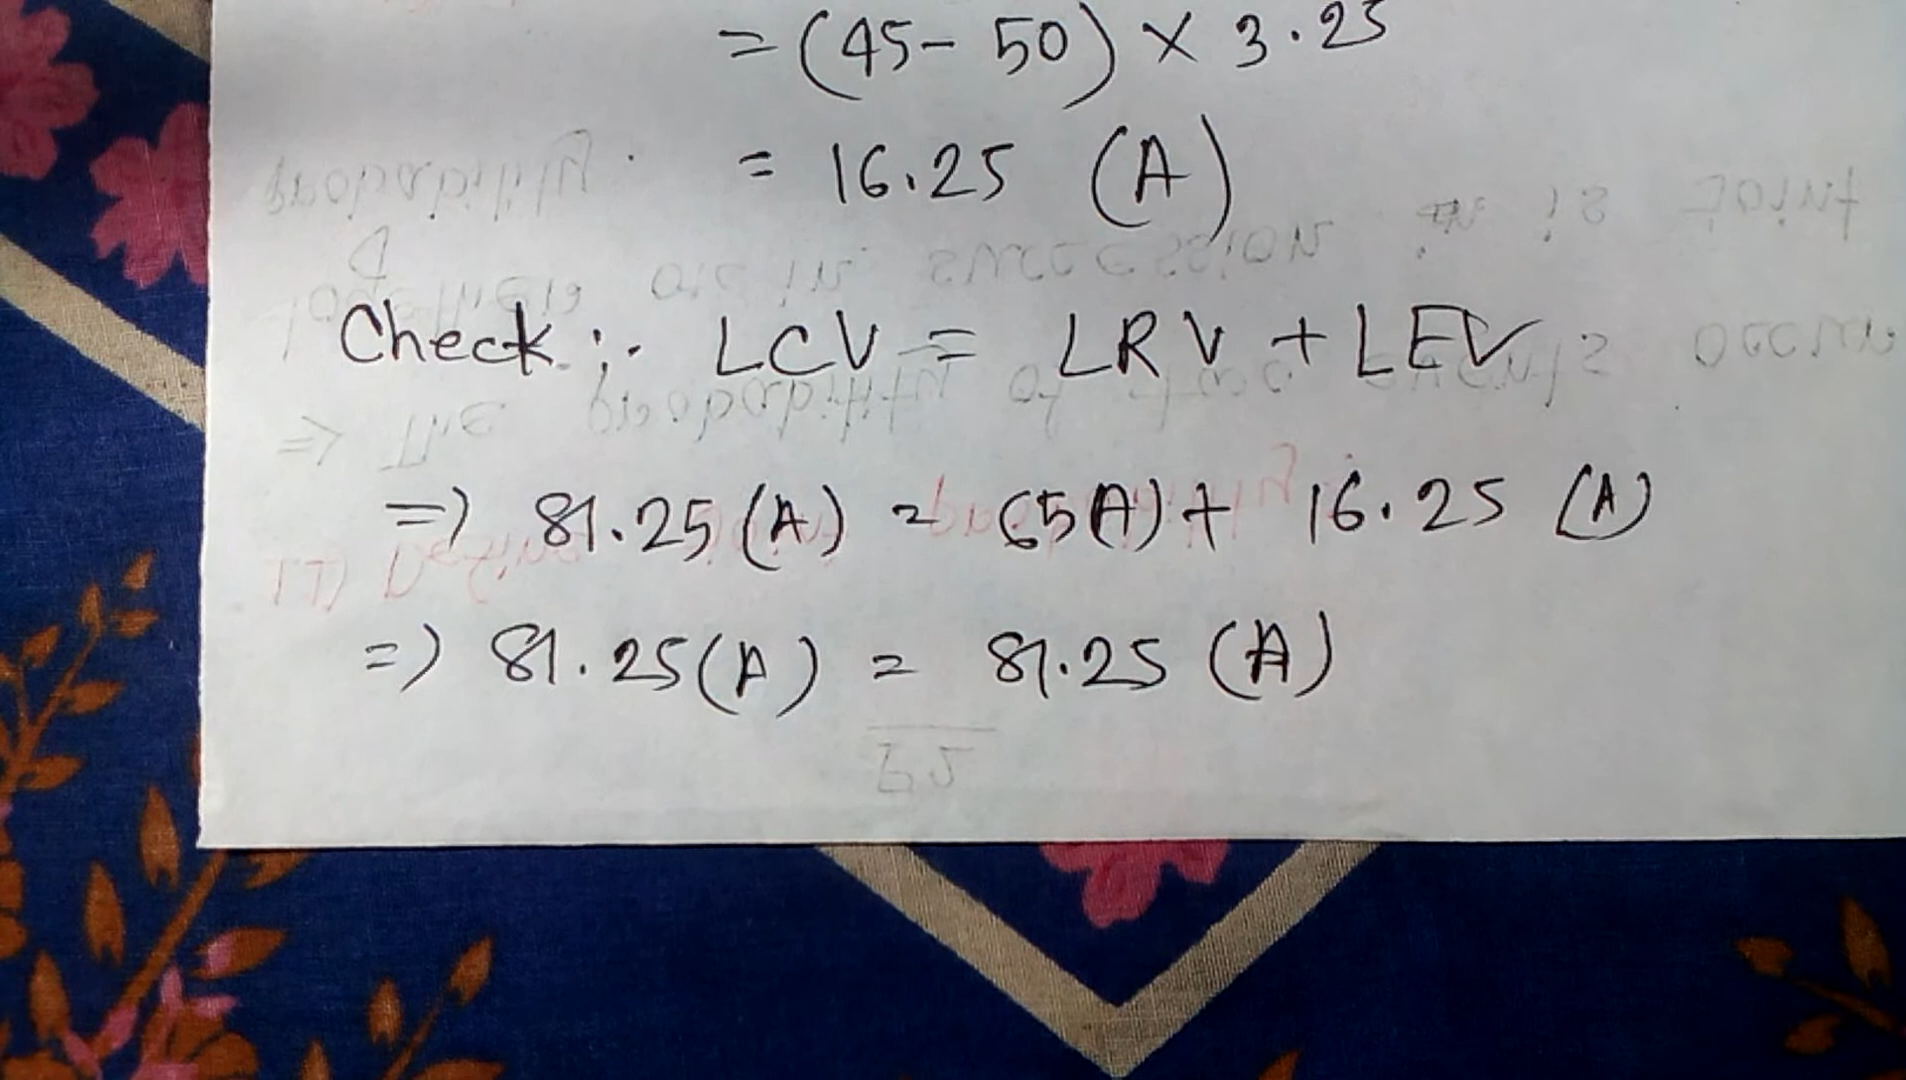 = (45- 50) × 3.25
= 16.25 (A)
Check :- LCV = LRV + LEV
=) 81.25 (A) = 65 A) + 16.25 (A)
=) 81.25 (A) = 81.25 (A)